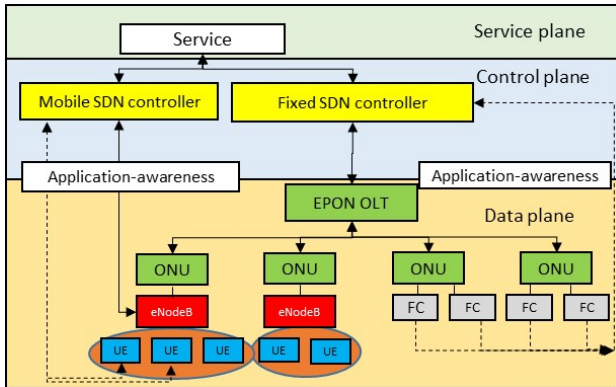 Service plane
Service
Control plane
Mobile SDN controller
Fixed SDN controller
Application-awareness
Application-awareness
EPON OLT
Data plane
ONU
ONU
ONU
ONU
eNodeB
eNodeB
FC
FC
FC
FC
UE
UE
UE
UE
UE